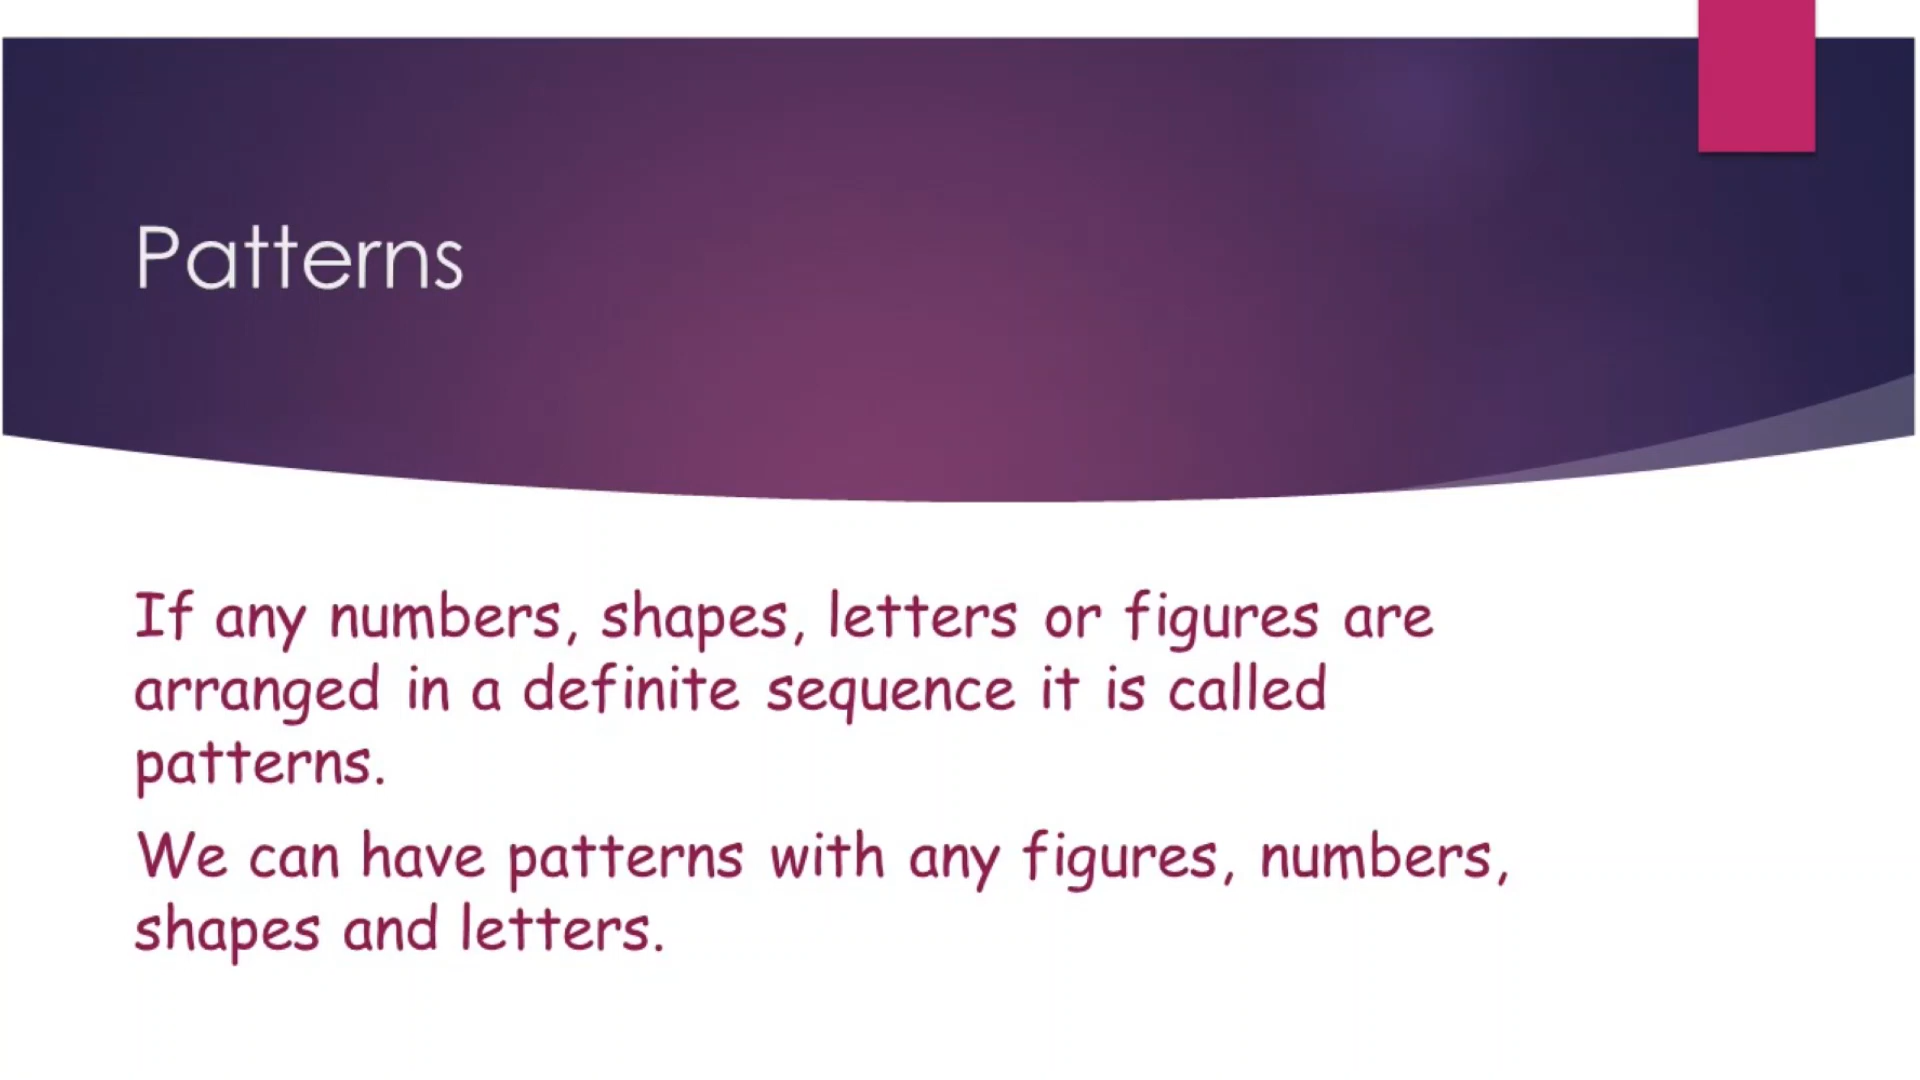 Patterns
If any numbers, shapes, letters or figures are
arranged in a definite sequence it is called
patterns.
We can have patterns with any figures, numbers,
shapes and letters.